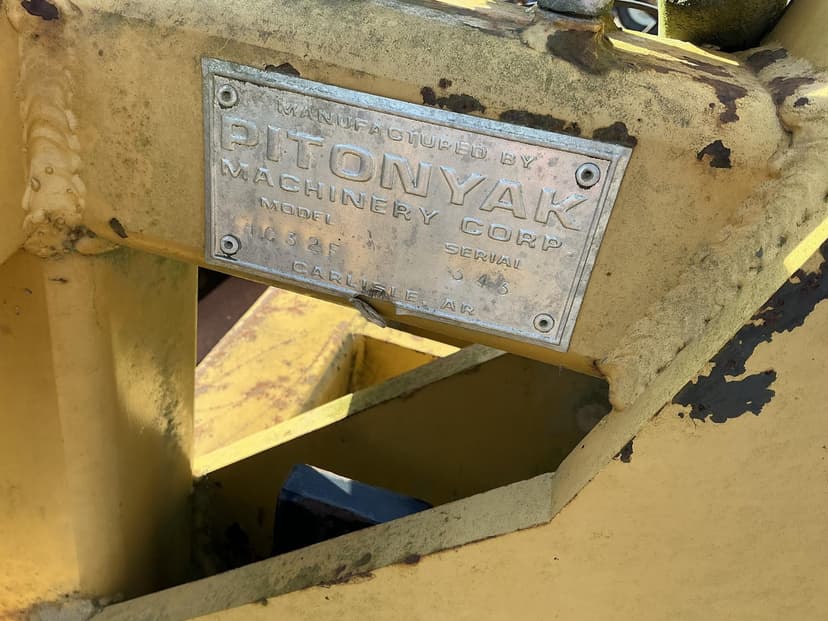 MANUFACTURED BY
PITONYAK
MACHINERY CORP.
MODEL SERIAL
CARLISLE, AR